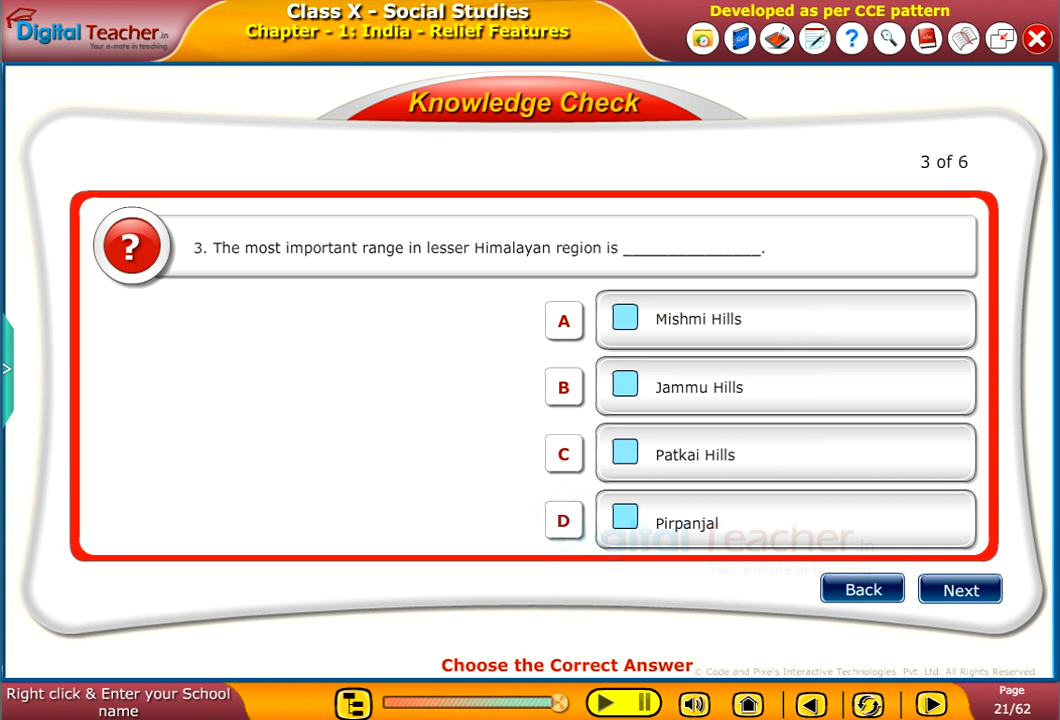 Digital Teacher.in
Your e-mate in teaching
Class X - Social Studies
Chapter - 1: India - Relief Features
Developed as per CCE pattern
Knowledge Check
3 of 6
?
3. The most important range in lesser Himalayan region is _______________.
A Mishmi Hills
B Jammu Hills
C Patkai Hills
D Pirpanjal
Digital Teacher.in
Your e-mate in teaching
Back Next
Choose the Correct Answer
© Code and Pixels Interactive Technologies Pvt. Ltd. All Rights Reserved.
Right click & Enter your School
name
Page
21/62